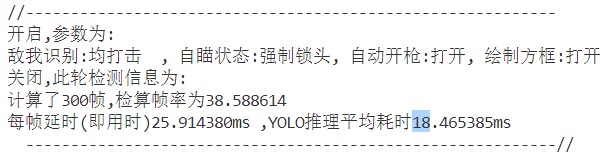 //-----------------------------------------------------------
开启,参数为:
敌我识别:均打击 , 自瞄状态:强制锁头, 自动开枪:打开, 绘制方框:打开
关闭,此轮检测信息为:
计算了300帧,检算帧率为38.588614
每帧延时(即用时)25.914380ms ,YOLO推理平均耗时18.465385ms
-----------------------------------------------------------//